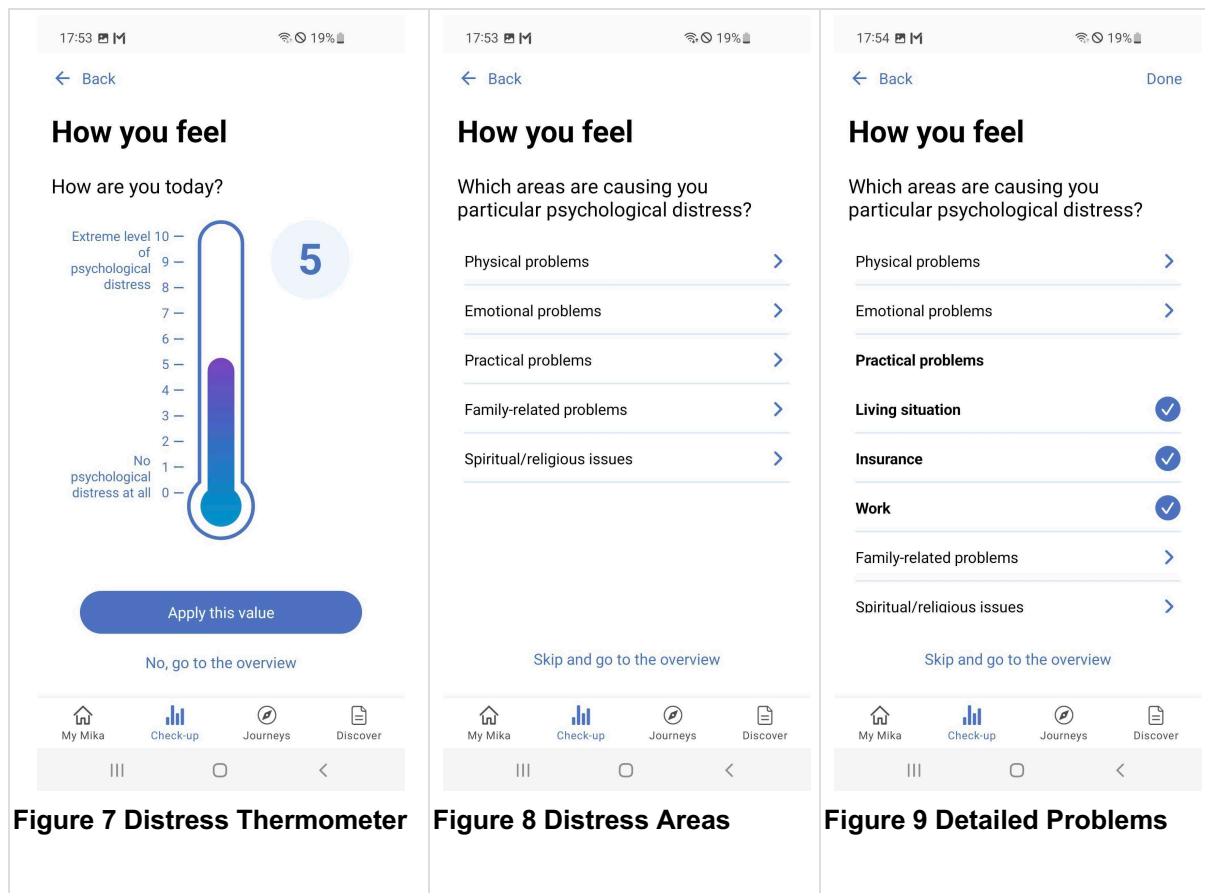 17:53 19%
Back
How you feel
How are you today?
Extreme level
of
psychological
distress
10
9
8
7
6
5
4
3
2
1
0
No
psychological
distress at all
5
Apply this value
No, go to the overview
My Mika Check-up Journeys Discover
Figure 7 Distress Thermometer
17:53 19%
Back
How you feel
Which areas are causing you
particular psychological distress?
Physical problems
Emotional problems
Practical problems
Family-related problems
Spiritual/religious issues
Skip and go to the overview
My Mika Check-up Journeys Discover
Figure 8 Distress Areas
17:54 19%
Back Done
How you feel
Which areas are causing you
particular psychological distress?
Physical problems
Emotional problems
Practical problems
Living situation
Insurance
Work
Family-related problems
Spiritual/religious issues
Skip and go to the overview
My Mika Check-up Journeys Discover
Figure 9 Detailed Problems